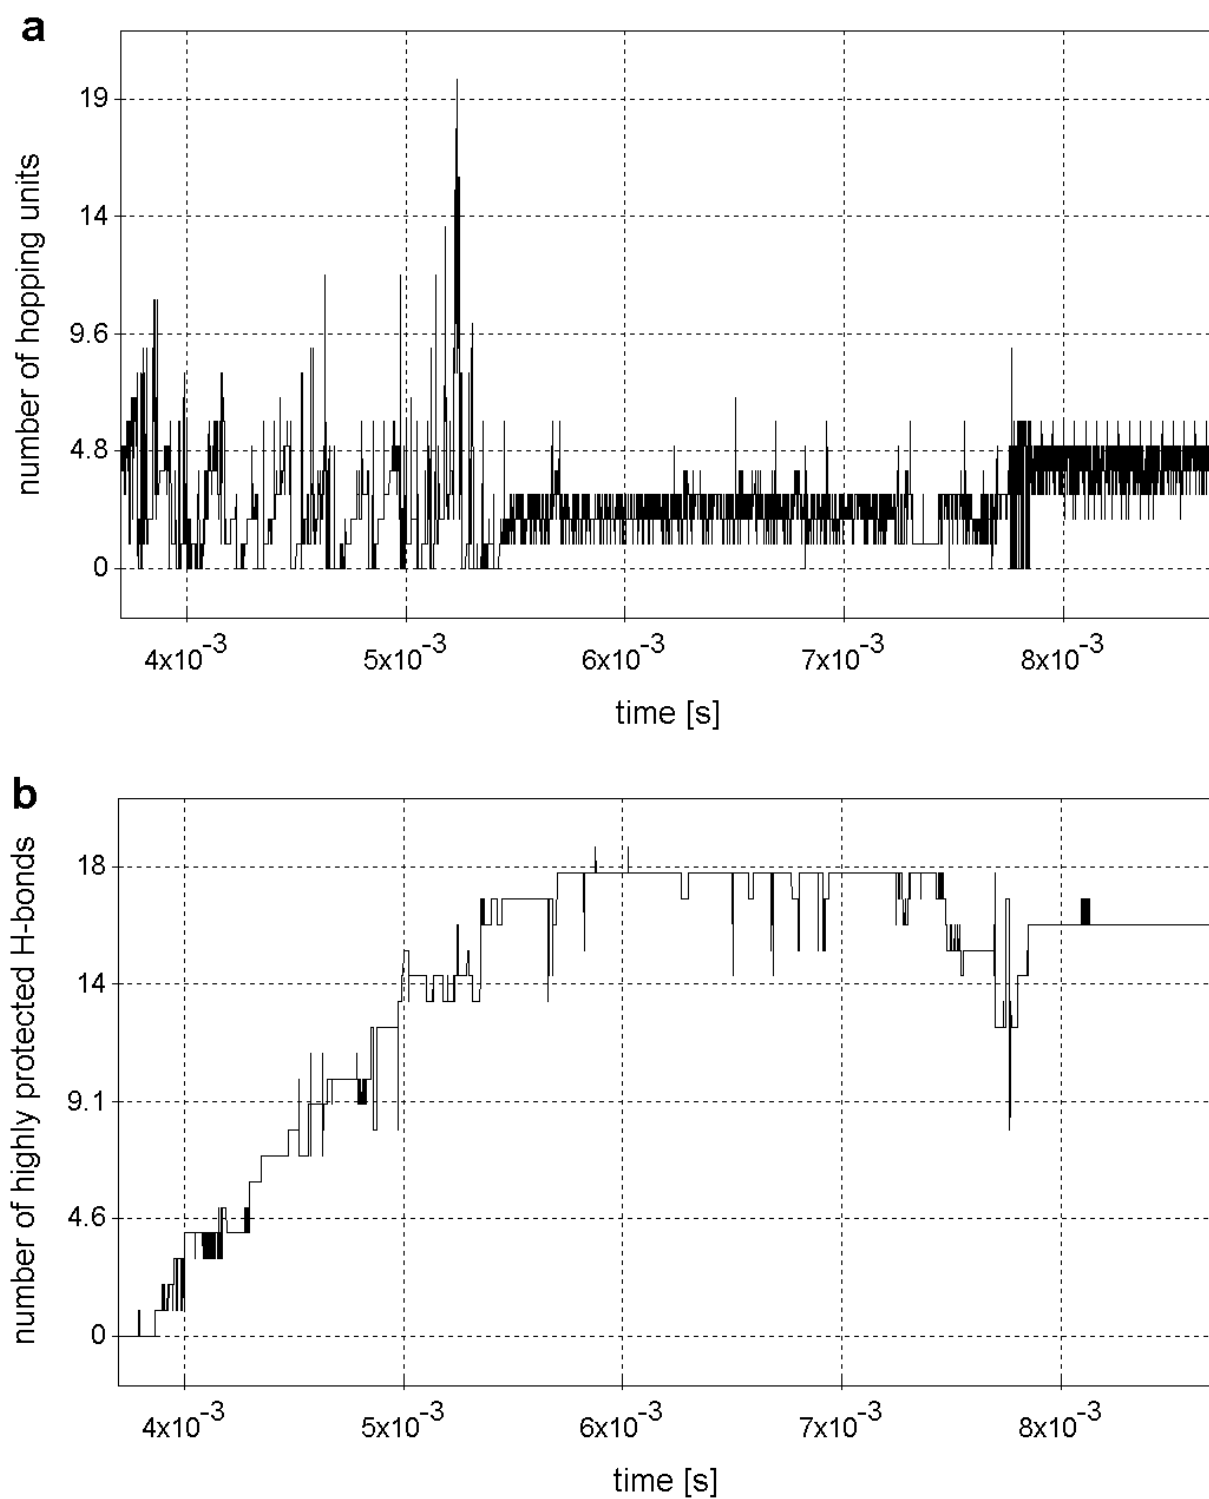 a
number of hopping units
19
14
9.6
4.8
0
4x10-3
5x10-3
6x10-3
7x10-3
8x10-3
time [s]
b
number of highly protected H-bonds
18
14
9.1
4.6
0
4x10-3
5x10-3
6x10-3
7x10-3
8x10-3
time [s]